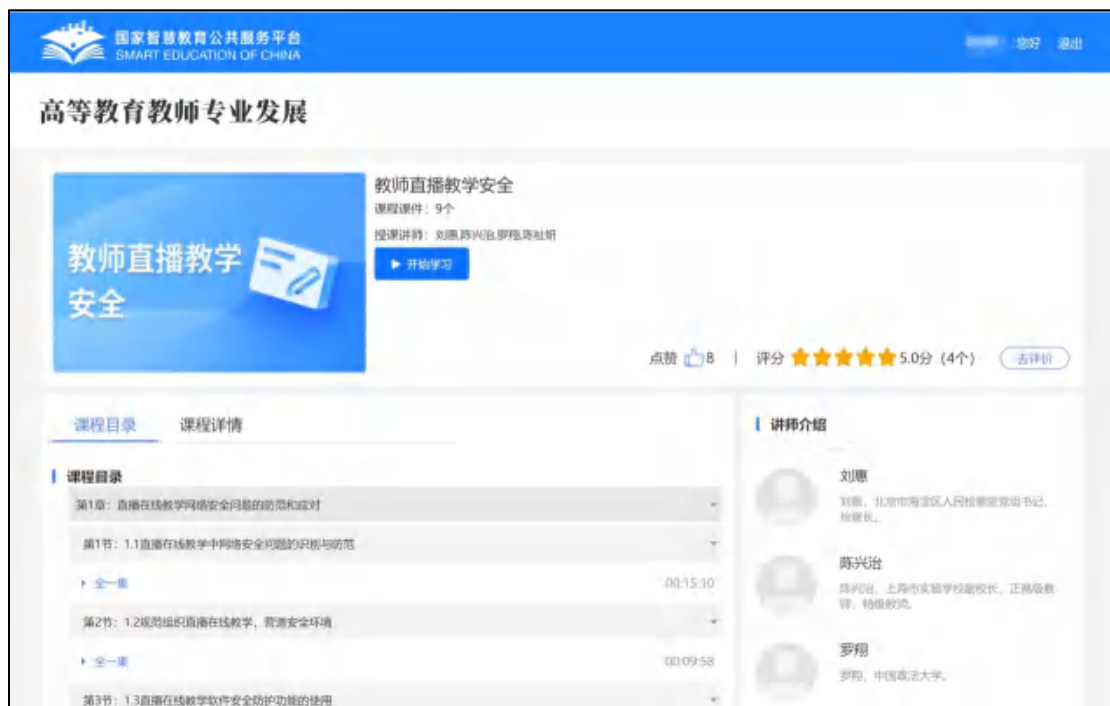 国家智慧教育公共服务平台
SMART EDUCATION OF CHINA
您好 退出
高等教育教师专业发展
教师直播教学
安全
教师直播教学安全
课程课件：9个
授课讲师：刘惠,陈兴治,罗翔,陈祉妍
开始学习
点赞 8 | 评分 5.0分 (4个) 去评价
课程目录 课程详情
课程目录
第1章：直播在线教学网络安全问题的防范和应对
第1节：1.1直播在线教学中网络安全问题的识别与防范
全一集 00:15:10
第2节：1.2规范组织直播在线教学，营造安全环境
全一集 00:09:58
第3节：1.3直播在线教学软件安全防护功能的使用
讲师介绍
刘惠
刘惠，北京市海淀区人民检察院党组书记、
检察长。
陈兴治
陈兴治，上海市实验学校副校长，正高级教
师，特级教师。
罗翔
罗翔，中国政法大学。